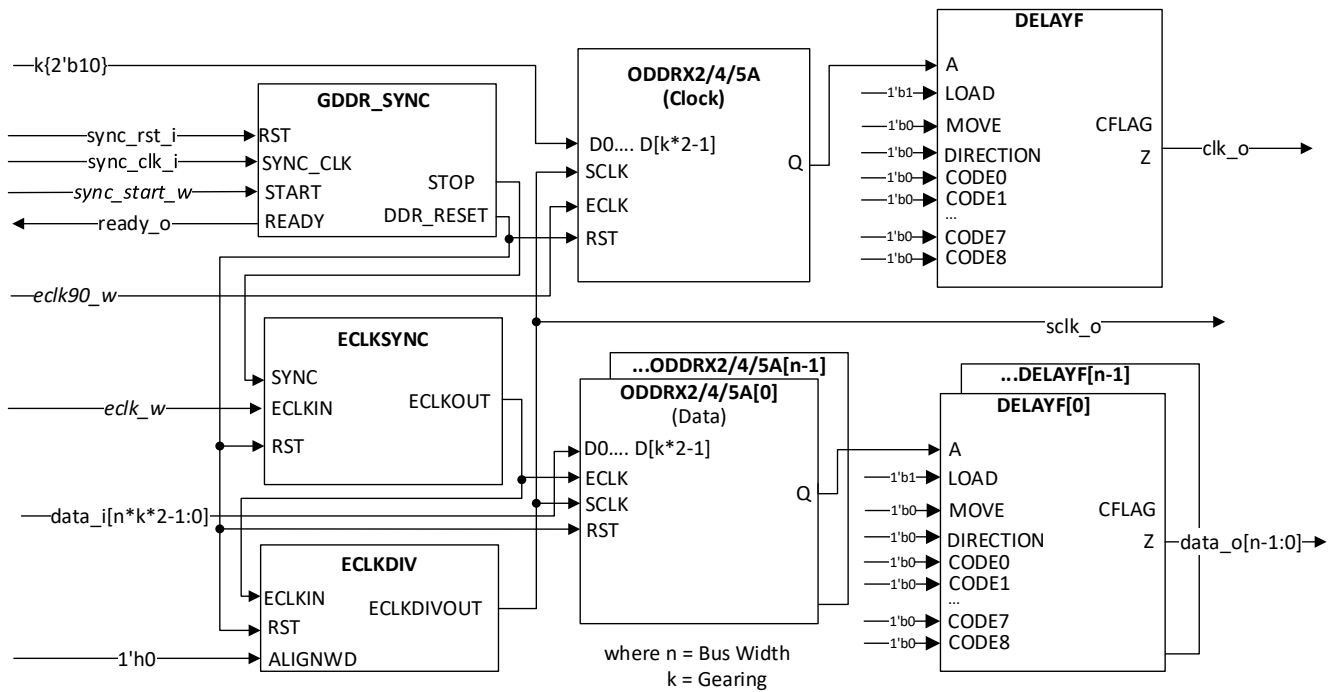 k{2'b10}
GDDR_SYNC
sync_rst_i
RST
sync_clk_i
SYNC_CLK
sync_start_w
START
ready_o
READY
STOP
DDR_RESET
eclk90_w
ODDRX2/4/5A
(Clock)
D0.... D[k*2-1]
SCLK
ECLK
RST
Q
DELAYF
A
1'b1
LOAD
1'b0
MOVE
1'b0
DIRECTION
1'b0
CODE0
1'b0
CODE1
...
1'b0
CODE7
1'b0
CODE8
CFLAG
Z
clk_o
sclk_o
ECLKSYNC
SYNC
eclk_w
ECLKIN
RST
ECLKOUT
data_i[n*k*2-1:0]
...ODDRX2/4/5A[n-1]
ODDRX2/4/5A[0]
(Data)
D0.... D[k*2-1]
ECLK
SCLK
RST
Q
...DELAYF[n-1]
DELAYF[0]
A
1'b1
LOAD
1'b0
MOVE
1'b0
DIRECTION
1'b0
CODE0
1'b0
CODE1
...
1'b0
CODE7
1'b0
CODE8
CFLAG
Z
data_o[n-1:0]
ECLKDIV
ECLKIN
RST
1'h0
ALIGNWD
ECLKDIVOUT
where n = Bus Width
k = Gearing